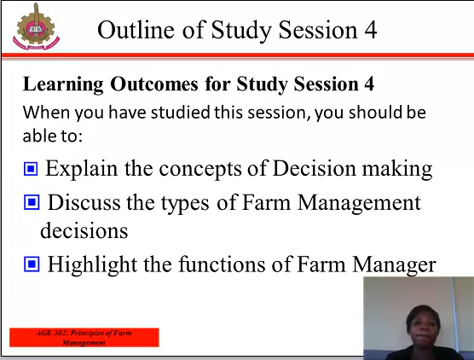 Outline of Study Session 4
Learning Outcomes for Study Session 4
When you have studied this session, you should be
able to:
Explain the concepts of Decision making
Discuss the types of Farm Management
decisions
Highlight the functions of Farm Manager
AGE 302: Principles of Farm
Management